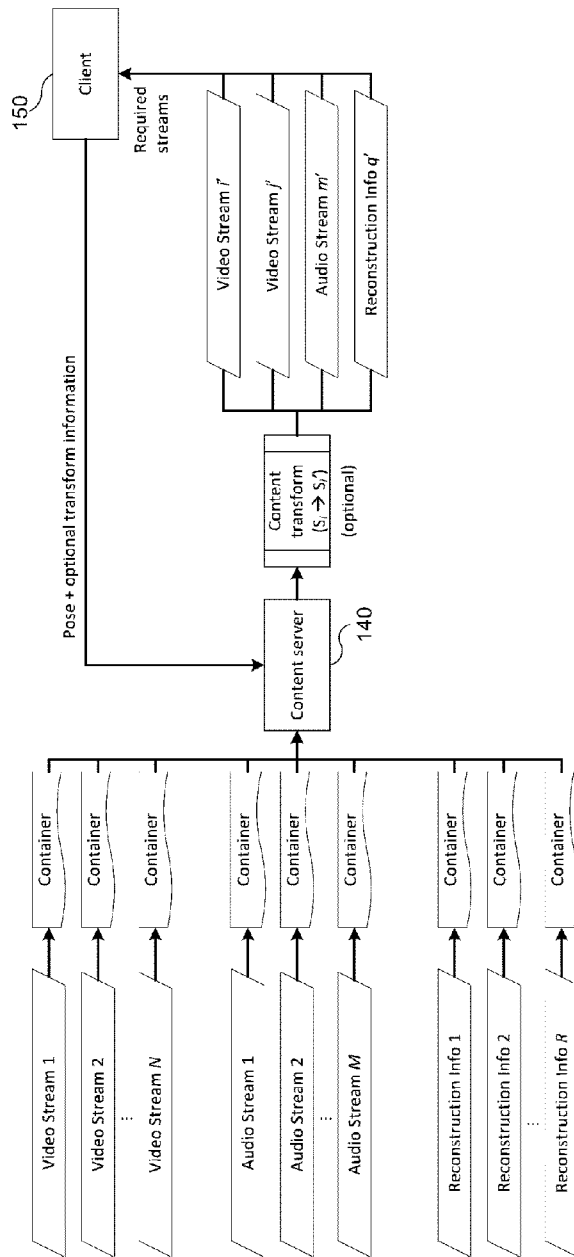 Video Stream 1
Container
Video Stream 2
Container
...
Video Stream N
Container
Audio Stream 1
Container
Audio Stream 2
Container
...
Audio Stream M
Container
Reconstruction Info 1
Container
Reconstruction Info 2
Container
...
Reconstruction Info R
Container
Content server
140
Pose + optional transform information
Content
transform
(Sᵢ → Sᵢ')
(optional)
Video Stream i'
Video Stream j'
Audio Stream m'
Reconstruction Info q'
Required
streams
Client
150